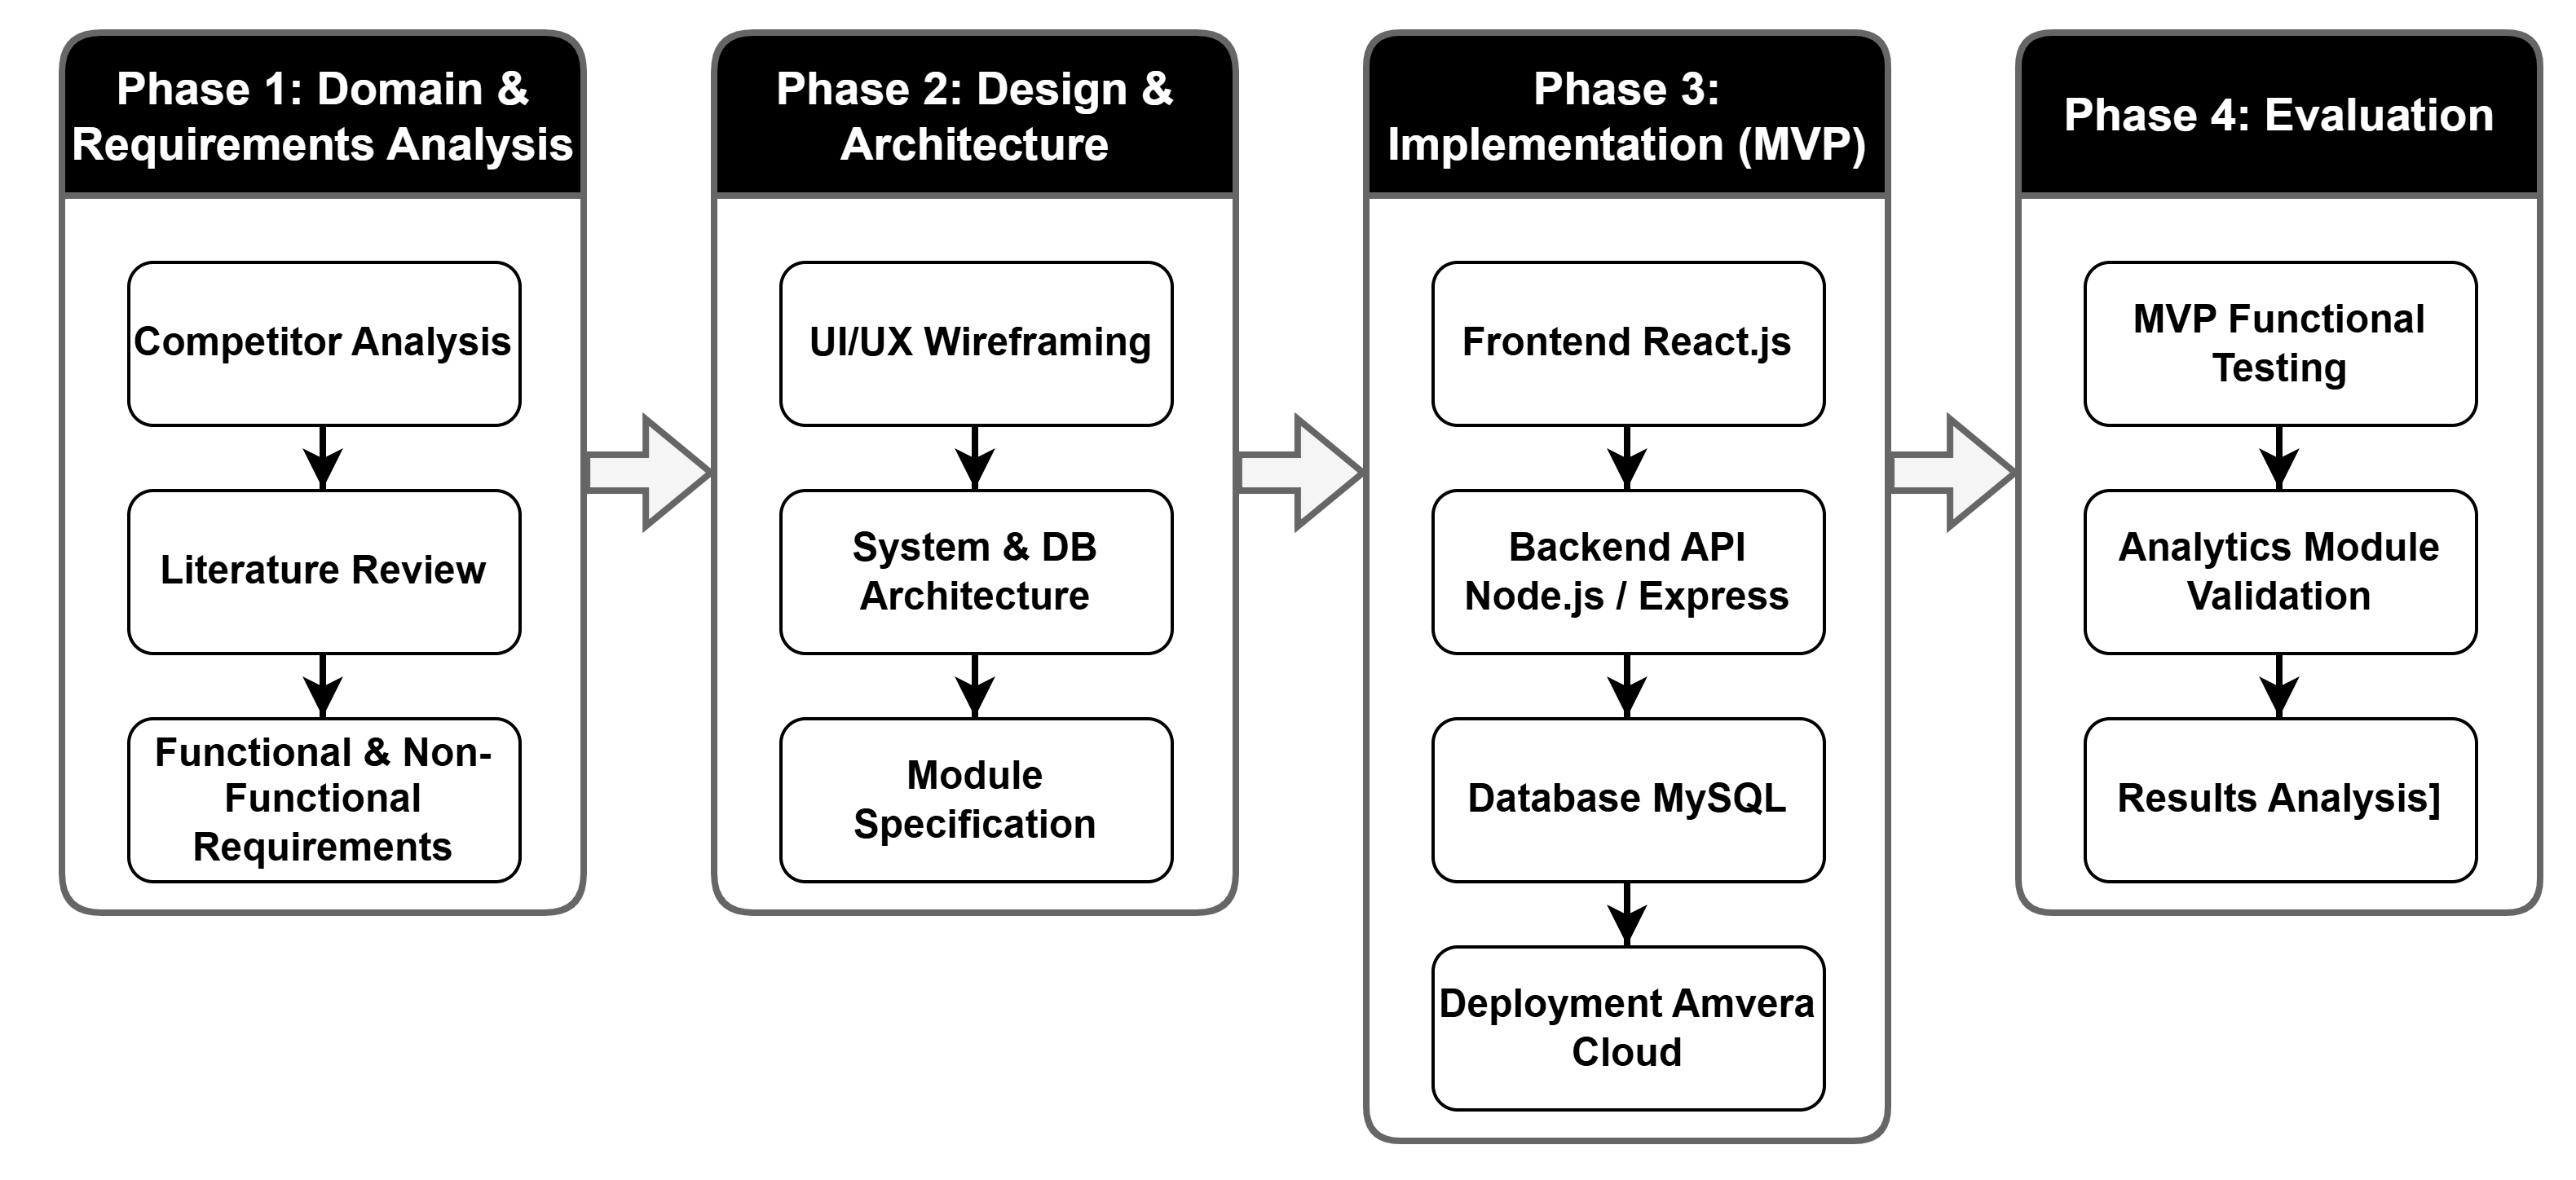 Phase 1: Domain &
Requirements Analysis
Competitor Analysis
Literature Review
Functional & Non-
Functional
Requirements
Phase 2: Design &
Architecture
UI/UX Wireframing
System & DB
Architecture
Module
Specification
Phase 3:
Implementation (MVP)
Frontend React.js
Backend API
Node.js / Express
Database MySQL
Deployment Amvera
Cloud
Phase 4: Evaluation
MVP Functional
Testing
Analytics Module
Validation
Results Analysis]